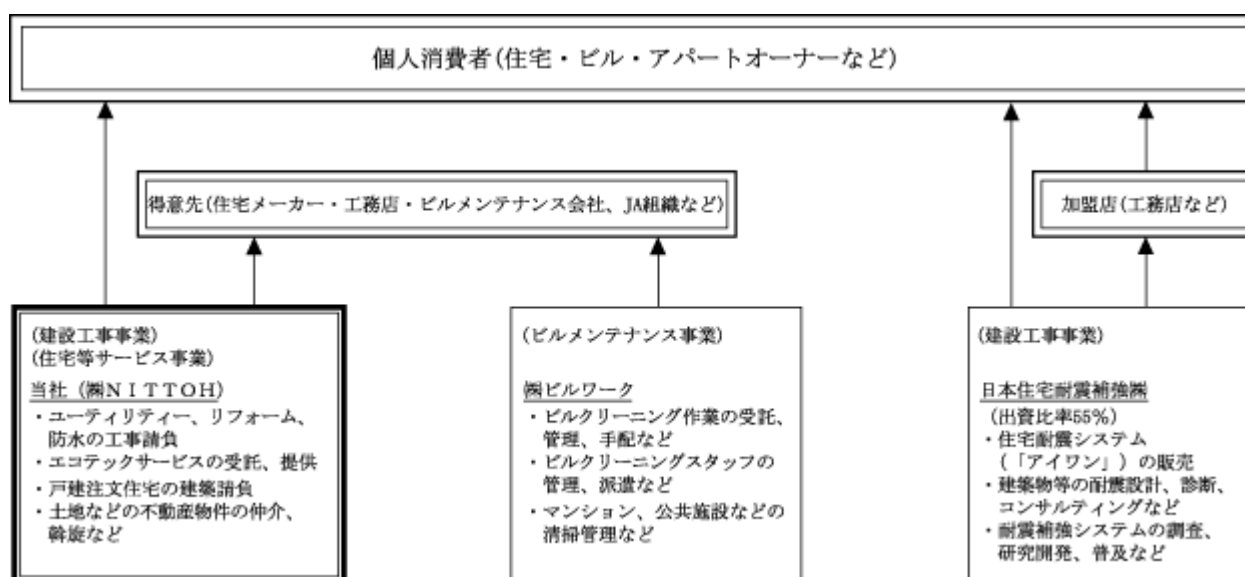 個人消費者(住宅・ビル・アパートオーナーなど)
得意先(住宅メーカー・工務店・ビルメンテナンス会社、JA組織など)
加盟店(工務店など)
(建設工事事業)
(住宅等サービス事業)
当社(㈱NITTOH)
・ユーティリティー、リフォーム、
防水の工事請負
・エコテックサービスの受託、提供
・戸建注文住宅の建築請負
・土地などの不動産物件の仲介、
斡旋など
(ビルメンテナンス事業)
㈱ビルワーク
・ビルクリーニング作業の受託、
管理、手配など
・ビルクリーニングスタッフの
管理、派遣など
・マンション、公共施設などの
清掃管理など
(建設工事事業)
日本住宅耐震補強㈱
(出資比率55%)
・住宅耐震システム
(「アイワン」)の販売
・建築物等の耐震設計、診断、
コンサルティングなど
・耐震補強システムの調査、
研究開発、普及など